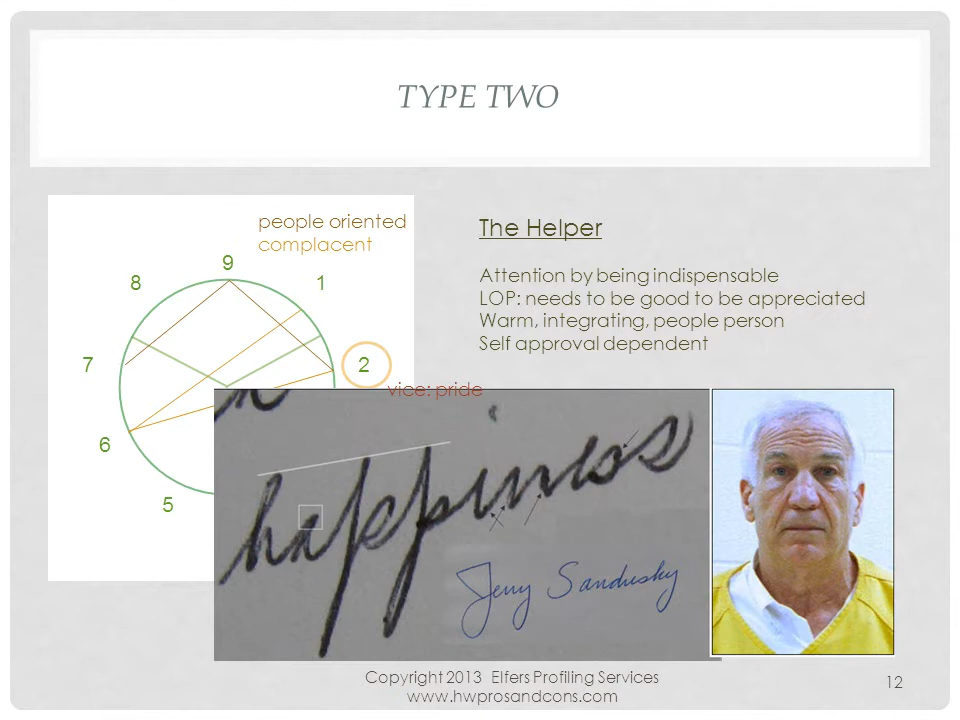 TYPE TWO
people oriented
complacent
9
8
1
7
2
6
5
vice: pride
The Helper
Attention by being indispensable
LOP: needs to be good to be appreciated
Warm, integrating, people person
Self approval dependent
happiness
Jerry Sandusky
Copyright 2013 Elfers Profiling Services
www.hwprosandcons.com
12